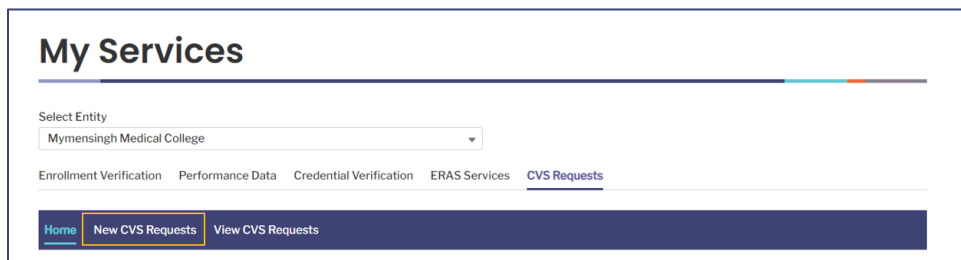 My Services
Select Entity
Mymensingh Medical College
Enrollment Verification Performance Data Credential Verification ERAS Services CVS Requests
Home New CVS Requests View CVS Requests